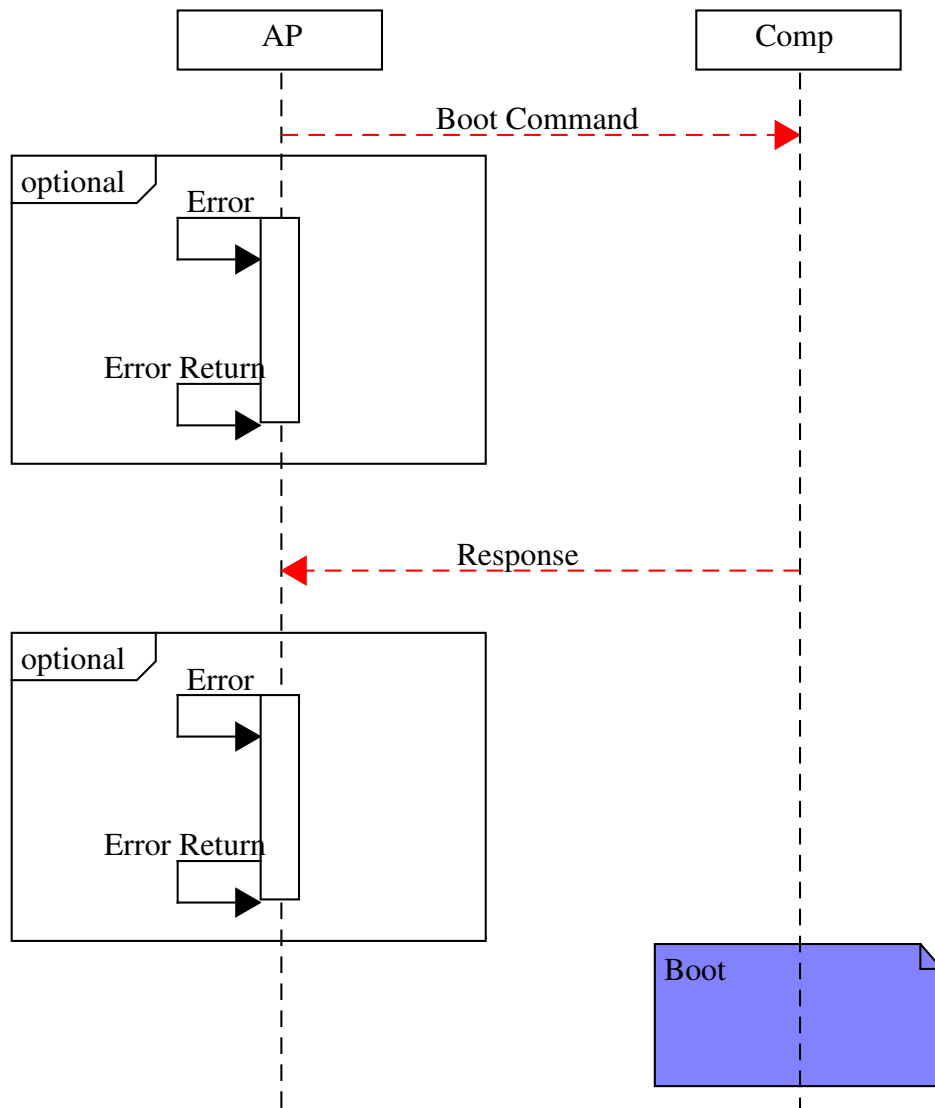 AP
Comp
Boot Command
optional
Error
Error Return
Response
optional
Error
Error Return
Boot